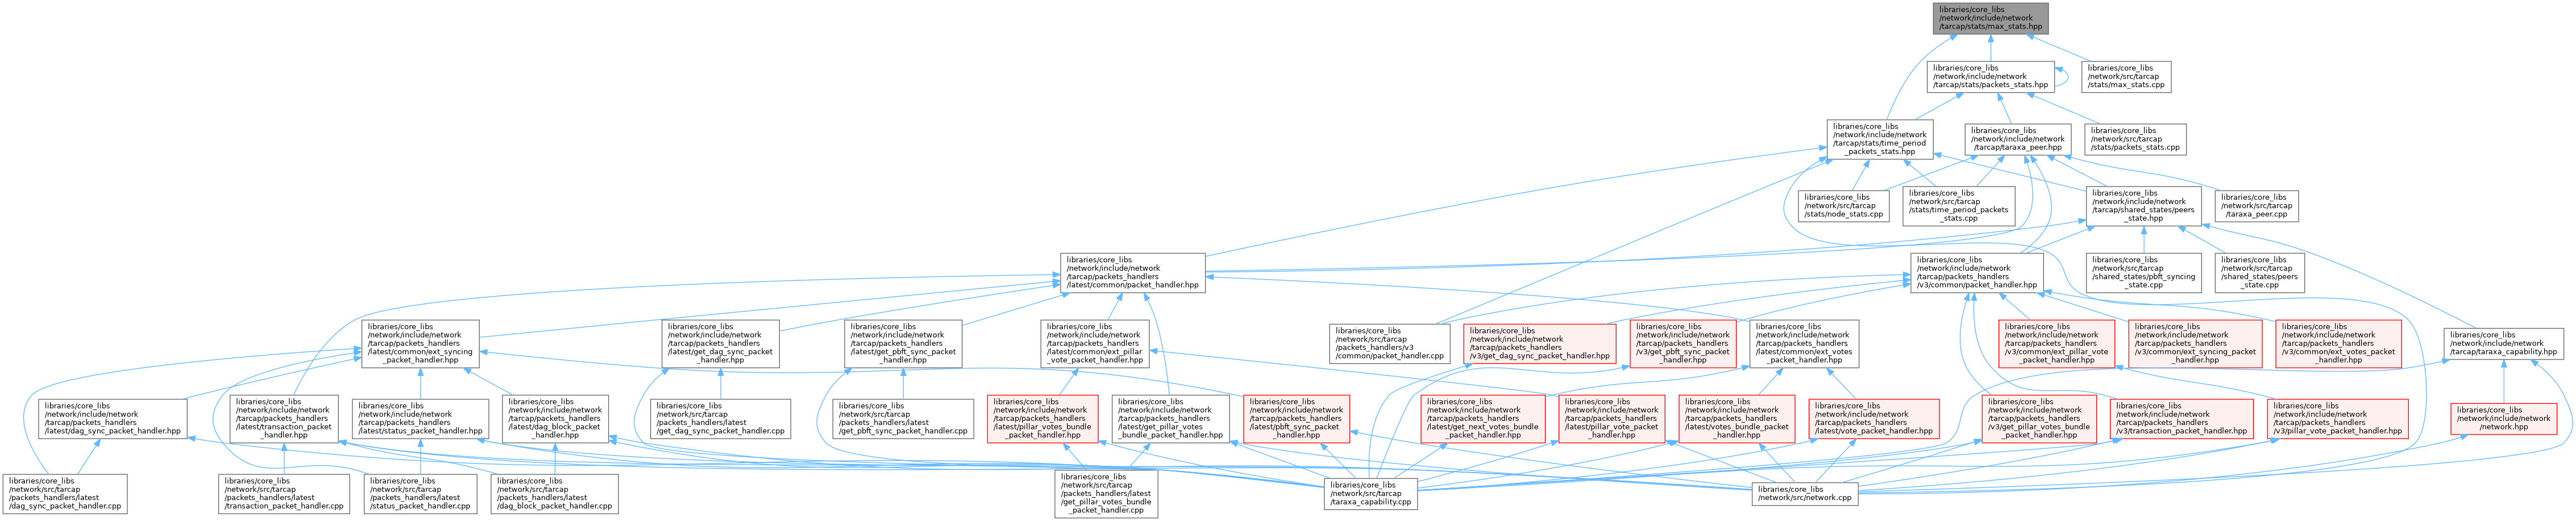 libraries/core_libs
/network/include/network
/tarcap/stats/max_stats.hpp
libraries/core_libs
/network/include/network
/tarcap/stats/packets_stats.hpp
libraries/core_libs
/network/src/tarcap
/stats/max_stats.cpp
libraries/core_libs
/network/include/network
/tarcap/stats/time_period
_packets_stats.hpp
libraries/core_libs
/network/include/network
/tarcap/taraxa_peer.hpp
libraries/core_libs
/network/src/tarcap
/stats/packets_stats.cpp
libraries/core_libs
/network/src/tarcap
/stats/node_stats.cpp
libraries/core_libs
/network/src/tarcap
/stats/time_period_packets
_stats.cpp
libraries/core_libs
/network/include/network
/tarcap/shared_states/peers
_state.hpp
libraries/core_libs
/network/src/tarcap
/taraxa_peer.cpp
libraries/core_libs
/network/include/network
/tarcap/packets_handlers
/latest/common/packet_handler.hpp
libraries/core_libs
/network/include/network
/tarcap/packets_handlers
/v3/common/packet_handler.hpp
libraries/core_libs
/network/src/tarcap
/shared_states/pbft_syncing
_state.cpp
libraries/core_libs
/network/src/tarcap
/shared_states/peers
_state.cpp
libraries/core_libs
/network/include/network
/tarcap/packets_handlers
/latest/common/ext_syncing
_packet_handler.hpp
libraries/core_libs
/network/include/network
/tarcap/packets_handlers
/latest/get_dag_sync_packet
_handler.hpp
libraries/core_libs
/network/include/network
/tarcap/packets_handlers
/latest/get_pbft_sync_packet
_handler.hpp
libraries/core_libs
/network/include/network
/tarcap/packets_handlers
/latest/common/ext_pillar
_vote_packet_handler.hpp
libraries/core_libs
/network/src/tarcap
/packets_handlers/v3
/common/packet_handler.cpp
libraries/core_libs
/network/include/network
/tarcap/packets_handlers
/v3/get_dag_sync_packet_handler.hpp
libraries/core_libs
/network/include/network
/tarcap/packets_handlers
/v3/get_pbft_sync_packet
_handler.hpp
libraries/core_libs
/network/include/network
/tarcap/packets_handlers
/latest/common/ext_votes
_packet_handler.hpp
libraries/core_libs
/network/include/network
/tarcap/packets_handlers
/v3/common/ext_pillar_vote
_packet_handler.hpp
libraries/core_libs
/network/include/network
/tarcap/packets_handlers
/v3/common/ext_syncing_packet
_handler.hpp
libraries/core_libs
/network/include/network
/tarcap/packets_handlers
/v3/common/ext_votes_packet
_handler.hpp
libraries/core_libs
/network/include/network
/tarcap/taraxa_capability.hpp
libraries/core_libs
/network/include/network
/tarcap/packets_handlers
/latest/dag_sync_packet_handler.hpp
libraries/core_libs
/network/include/network
/tarcap/packets_handlers
/latest/transaction_packet
_handler.hpp
libraries/core_libs
/network/include/network
/tarcap/packets_handlers
/latest/status_packet_handler.hpp
libraries/core_libs
/network/include/network
/tarcap/packets_handlers
/latest/dag_block_packet
_handler.hpp
libraries/core_libs
/network/src/tarcap
/packets_handlers/latest
/get_dag_sync_packet_handler.cpp
libraries/core_libs
/network/src/tarcap
/packets_handlers/latest
/get_pbft_sync_packet_handler.cpp
libraries/core_libs
/network/include/network
/tarcap/packets_handlers
/latest/pillar_votes_bundle
_packet_handler.hpp
libraries/core_libs
/network/include/network
/tarcap/packets_handlers
/latest/get_pillar_votes
_bundle_packet_handler.hpp
libraries/core_libs
/network/include/network
/tarcap/packets_handlers
/latest/pbft_sync_packet
_handler.hpp
libraries/core_libs
/network/include/network
/tarcap/packets_handlers
/latest/get_next_votes_bundle
_packet_handler.hpp
libraries/core_libs
/network/include/network
/tarcap/packets_handlers
/latest/pillar_vote_packet
_handler.hpp
libraries/core_libs
/network/include/network
/tarcap/packets_handlers
/latest/votes_bundle_packet
_handler.hpp
libraries/core_libs
/network/include/network
/tarcap/packets_handlers
/latest/vote_packet_handler.hpp
libraries/core_libs
/network/include/network
/tarcap/packets_handlers
/v3/get_pillar_votes_bundle
_packet_handler.hpp
libraries/core_libs
/network/include/network
/tarcap/packets_handlers
/v3/transaction_packet_handler.hpp
libraries/core_libs
/network/include/network
/tarcap/packets_handlers
/v3/pillar_vote_packet_handler.hpp
libraries/core_libs
/network/include/network
/network.hpp
libraries/core_libs
/network/src/tarcap
/packets_handlers/latest
/dag_sync_packet_handler.cpp
libraries/core_libs
/network/src/tarcap
/packets_handlers/latest
/transaction_packet_handler.cpp
libraries/core_libs
/network/src/tarcap
/packets_handlers/latest
/status_packet_handler.cpp
libraries/core_libs
/network/src/tarcap
/packets_handlers/latest
/dag_block_packet_handler.cpp
libraries/core_libs
/network/src/tarcap
/packets_handlers/latest
/get_pillar_votes_bundle
_packet_handler.cpp
libraries/core_libs
/network/src/tarcap
/taraxa_capability.cpp
libraries/core_libs
/network/src/network.cpp